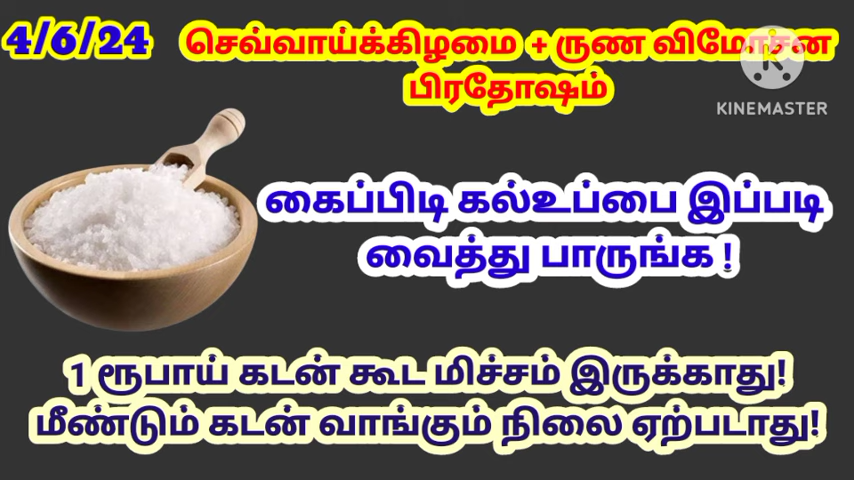 4/6/24 செவ்வாய்க்கிழமை + ருண விமோசன
பிரதோஷம்
KINEMASTER
கைப்பிடி கல்உப்பை இப்படி
வைத்து பாருங்க !
1 ரூபாய் கடன் கூட மிச்சம் இருக்காது!
மீண்டும் கடன் வாங்கும் நிலை ஏற்படாது!